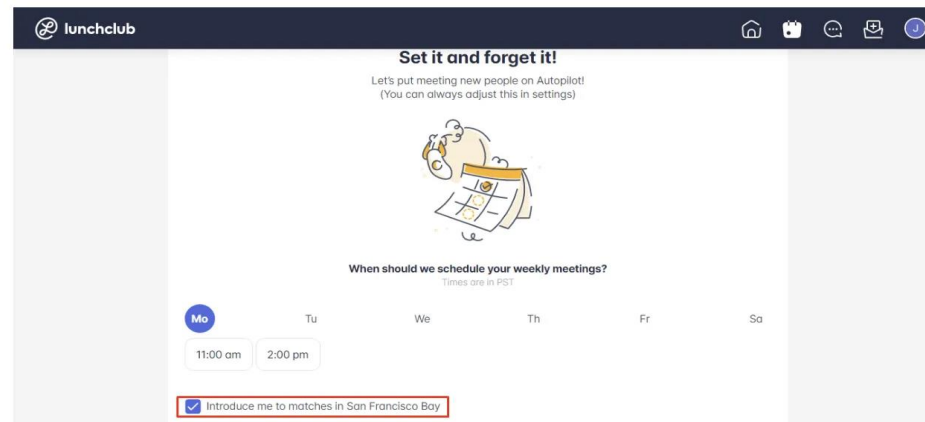 lunchclub
J
Set it and forget it!
Let's put meeting new people on Autopilot!
(You can always adjust this in settings)
When should we schedule your weekly meetings?
Times are in PST
Mo Tu We Th Fr Sa
11:00 am 2:00 pm
Introduce me to matches in San Francisco Bay